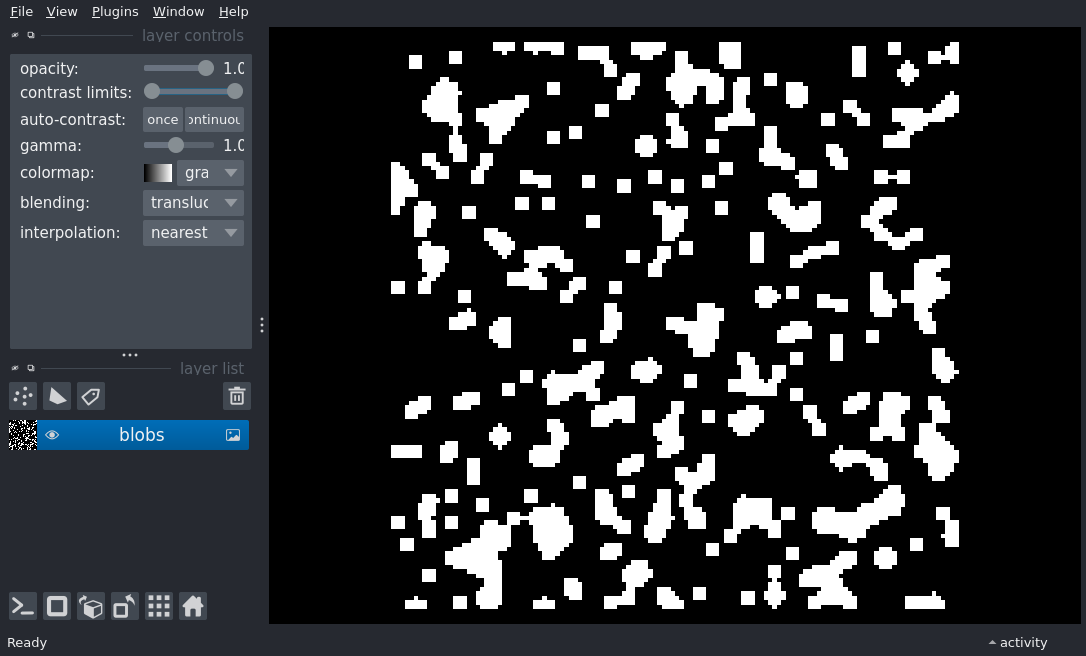 File View Plugins Window Help
layer controls
opacity: 1.0
contrast limits:
auto-contrast: once ontinuou
gamma: 1.0
colormap: gra
blending: transluc
interpolation: nearest
layer list
blobs
Ready
activity